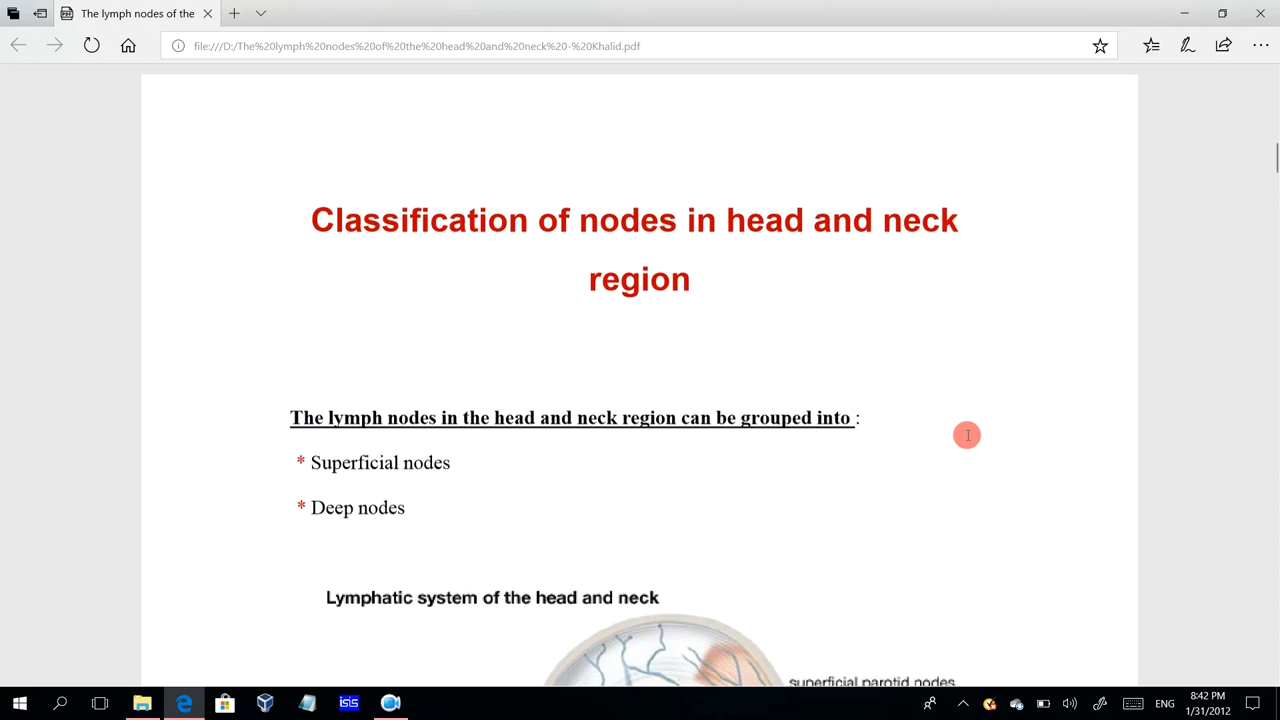 The lymph nodes of the
file:///D:/The%20lymph%20nodes%20of%20the%20head%20and%20neck%20-%20Khalid.pdf
Classification of nodes in head and neck
region
The lymph nodes in the head and neck region can be grouped into :
* Superficial nodes
* Deep nodes
Lymphatic system of the head and neck
superficial parotid nodes
ISIS
ENG
8:42 PM
1/31/2012